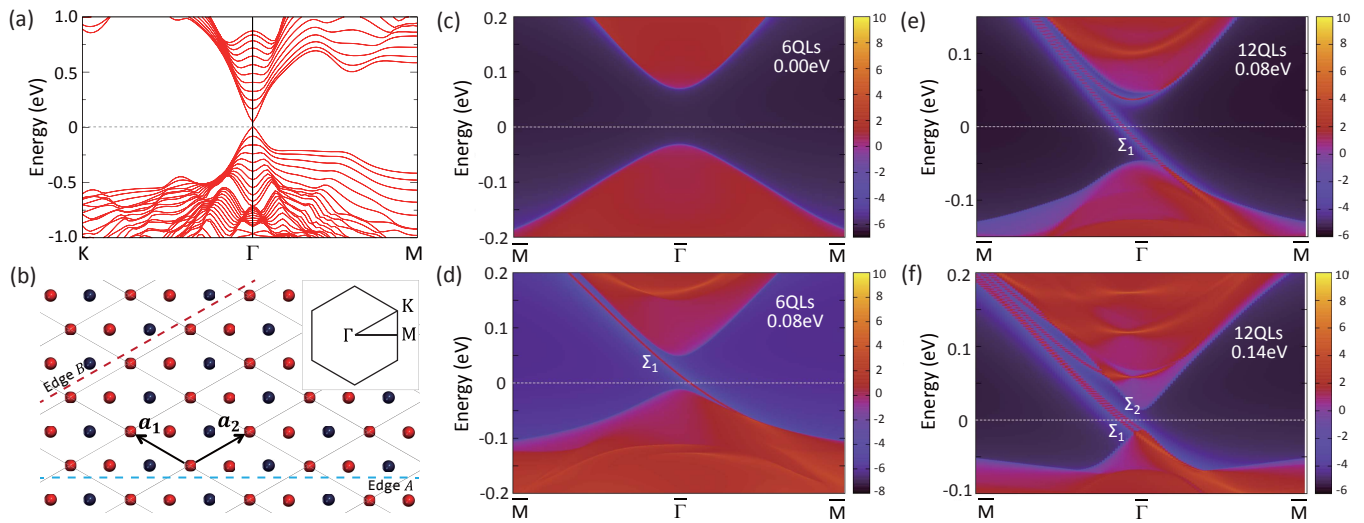 (a)
Energy (eV)
1.0
0.5
0
-0.5
-1.0
K
Γ
M
(b)
Edge B
a1
a2
Edge A
Γ
K
M
(c)
Energy (eV)
0.2
0.1
0
-0.1
-0.2
6QLs
0.00eV
M
Γ
M
10
8
6
4
2
0
-2
-4
-6
(d)
Energy (eV)
0.2
0.1
0
-0.1
-0.2
Σ1
6QLs
0.08eV
M
Γ
M
10
8
6
4
2
0
-2
-4
-6
-8
(e)
Energy (eV)
0.1
0
-0.1
Σ1
12QLs
0.08eV
M
Γ
M
10
8
6
4
2
0
-2
-4
-6
(f)
Energy (eV)
0.2
0.1
0
-0.1
Σ2
Σ1
12QLs
0.14eV
M
Γ
M
10
8
6
4
2
0
-2
-4
-6